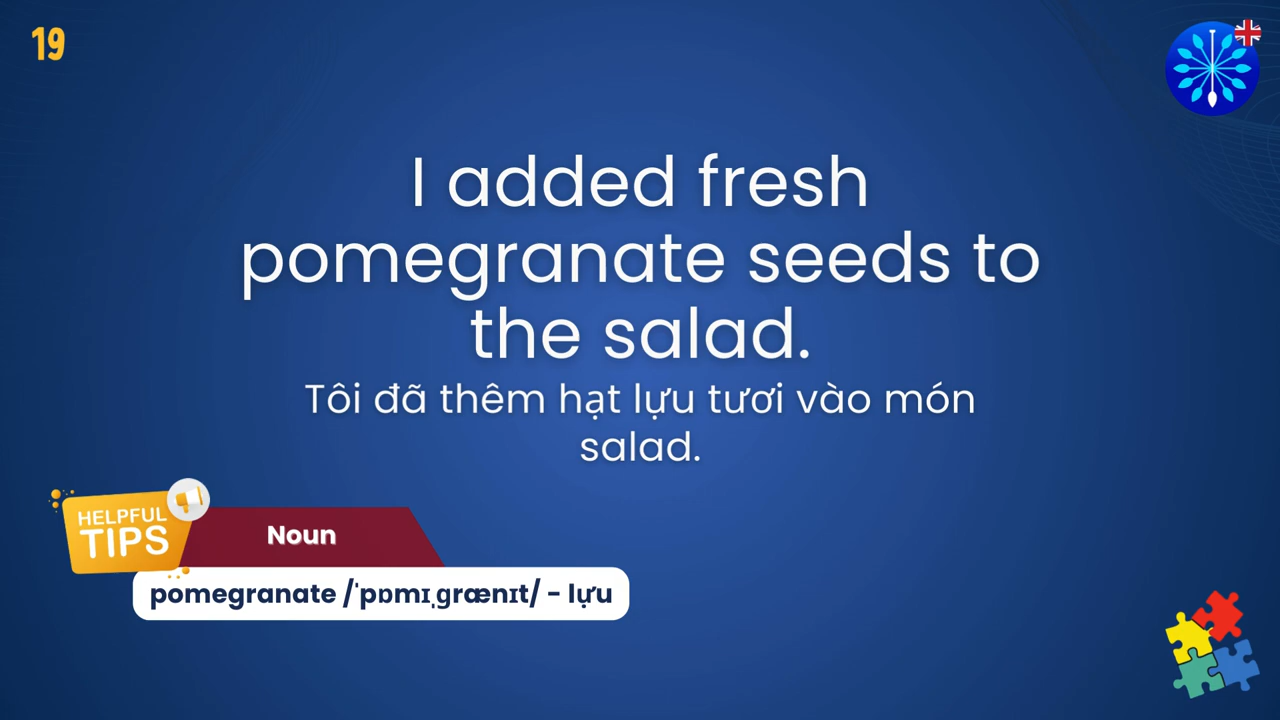 19
I added fresh
pomegranate seeds to
the salad.
Tôi đã thêm hạt lựu tươi vào món
salad.
HELPFUL
TIPS
Noun
pomegranate /ˈpɒmɪˌɡrænɪt/ - lựu